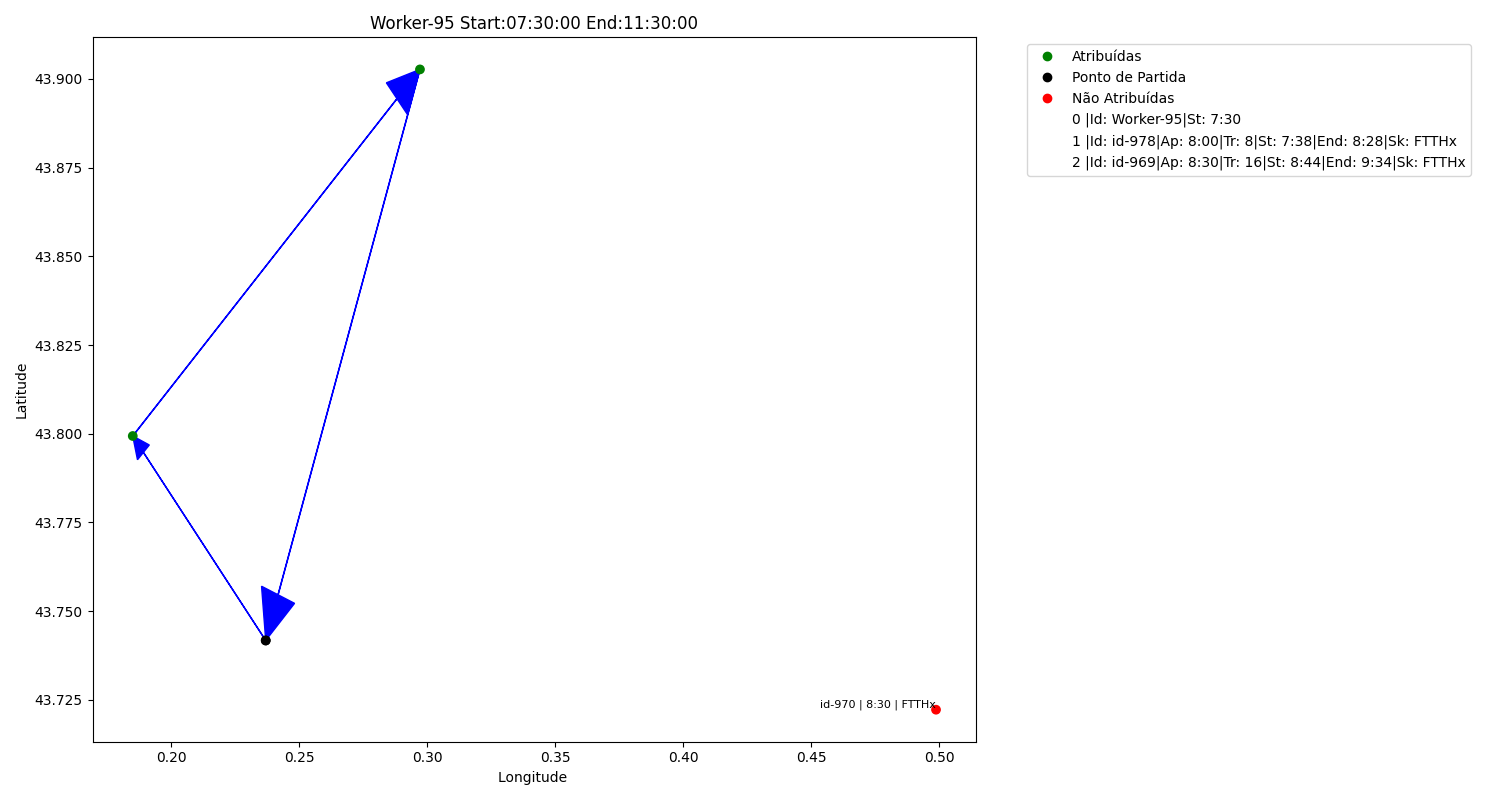 Worker-95 Start:07:30:00 End:11:30:00
43.900
43.875
43.850
43.825
43.800
43.775
43.750
43.725
Latitude
0.20
0.25
0.30
0.35
0.40
0.45
0.50
Longitude
id-970 | 8:30 | FTTHx
Atribuídas
Ponto de Partida
Não Atribuídas
0 |Id: Worker-95|St: 7:30
1 |Id: id-978|Ap: 8:00|Tr: 8|St: 7:38|End: 8:28|Sk: FTTHx
2 |Id: id-969|Ap: 8:30|Tr: 16|St: 8:44|End: 9:34|Sk: FTTHx